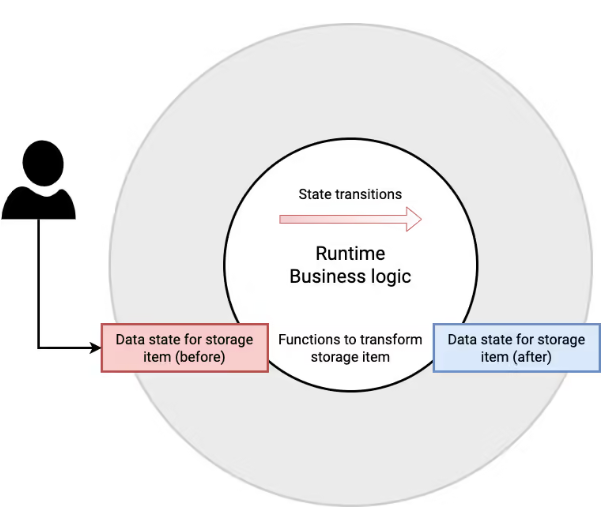 State transitions
Runtime
Business logic
Data state for storage
item (before)
Functions to transform
storage item
Data state for storage
item (after)